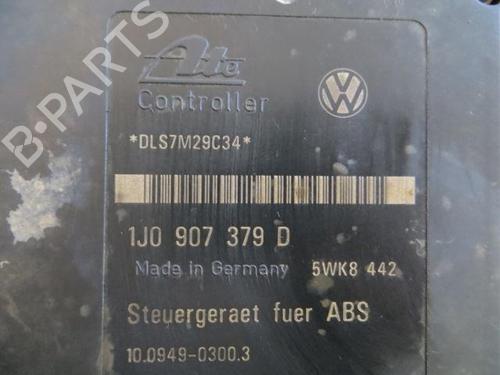 B-PARTS
Ate
Controller
*DLS7M29C34*
1J0 907 379 D
Made in Germany 5WK8 442
Steuergeraet fuer ABS
10.0949-0300.3